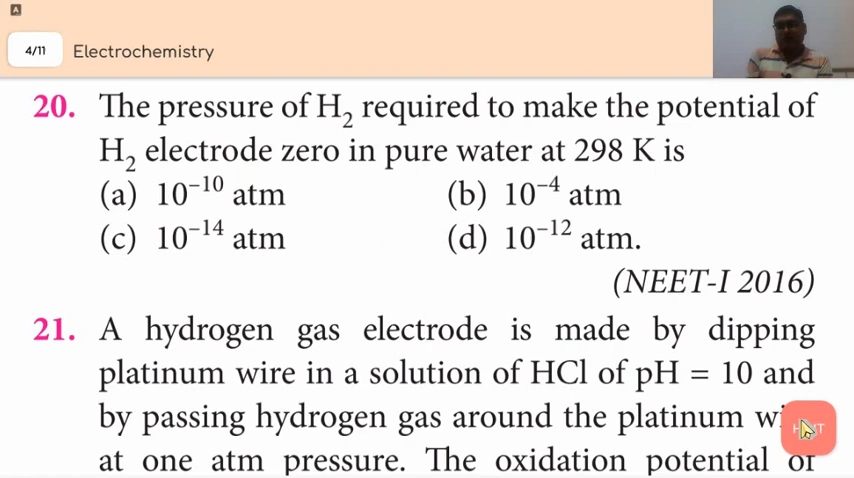 A
4/11 Electrochemistry
20. The pressure of H₂ required to make the potential of
H₂ electrode zero in pure water at 298 K is
(a) 10⁻¹⁰ atm (b) 10⁻⁴ atm
(c) 10⁻¹⁴ atm (d) 10⁻¹² atm.
(NEET-I 2016)
21. A hydrogen gas electrode is made by dipping
platinum wire in a solution of HCl of pH = 10 and
by passing hydrogen gas around the platinum
at one atm pressure. The oxidation potential of